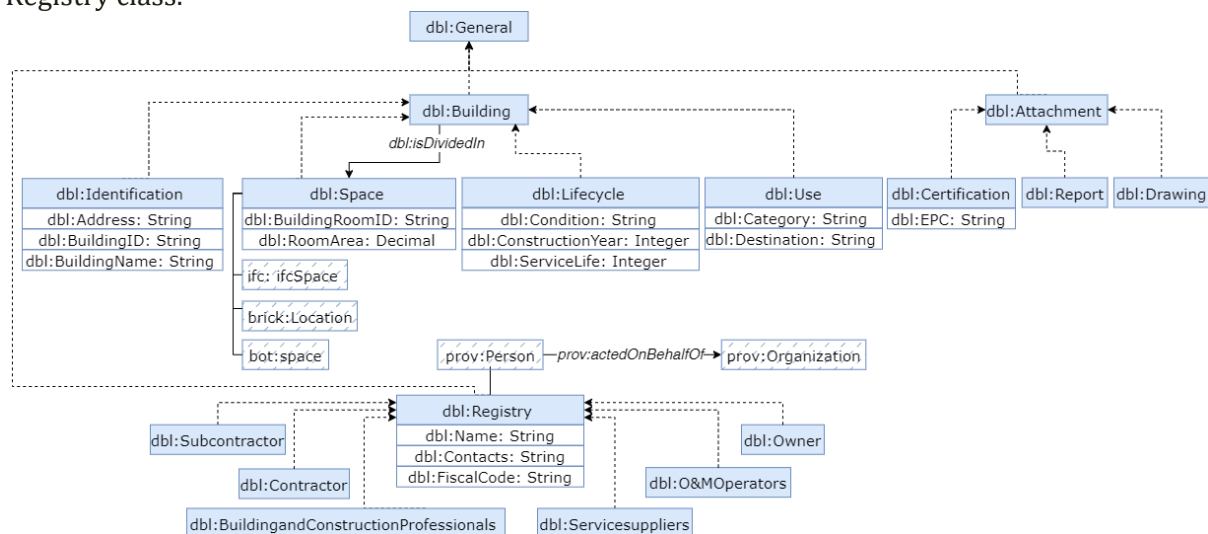 Registry class.
dbl:General
dbl:Building
dbl:Attachment
dbl:isDividedIn
dbl:Identification
dbl:Address: String
dbl:BuildingID: String
dbl:BuildingName: String
dbl:Space
dbl:BuildingRoomID: String
dbl:RoomArea: Decimal
dbl:Lifecycle
dbl:Condition: String
dbl:ConstructionYear: Integer
dbl:ServiceLife: Integer
dbl:Use
dbl:Category: String
dbl:Destination: String
dbl:Certification
dbl:EPC: String
dbl:Report
dbl:Drawing
ifc: ifcSpace
brick:Location
bot:space
prov:Person
prov:actedOnBehalfOf
prov:Organization
dbl:Registry
dbl:Name: String
dbl:Contacts: String
dbl:FiscalCode: String
dbl:Subcontractor
dbl:Owner
dbl:Contractor
dbl:O&MOperators
dbl:BuildingandConstructionProfessionals
dbl:Servicesuppliers